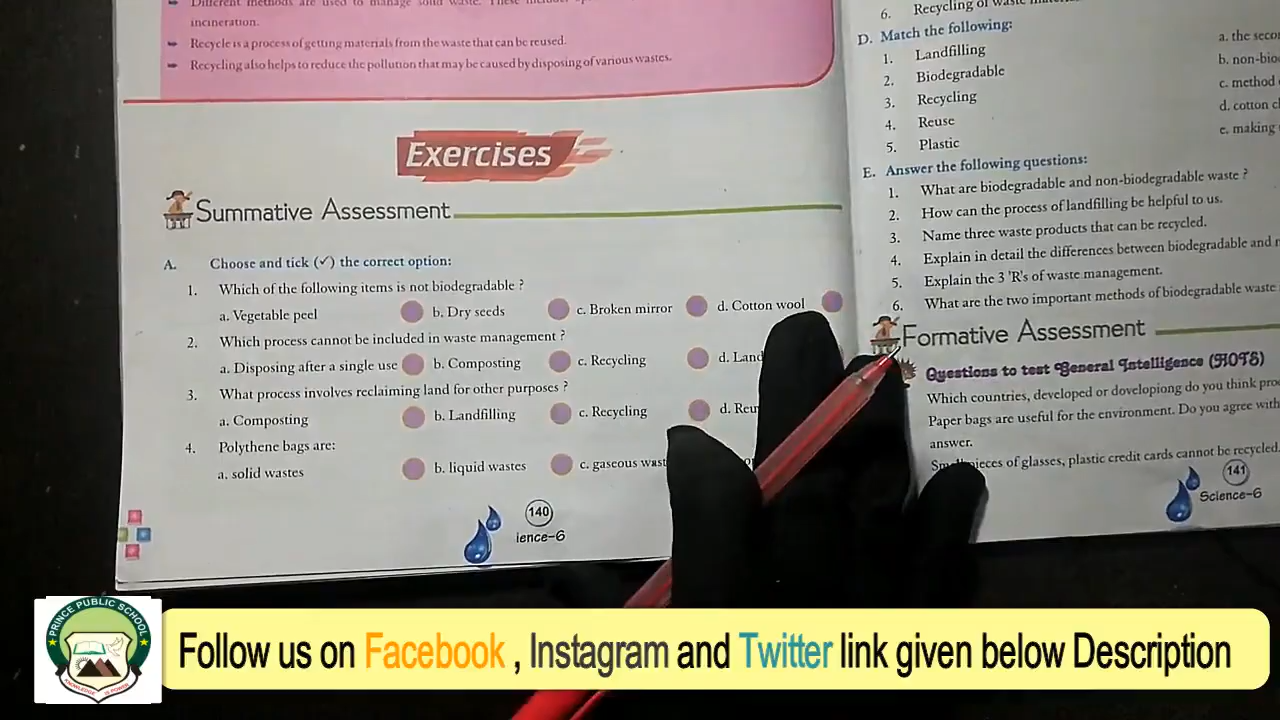 Different methods are used to manage solid waste. These include
incineration.
Recycle is a process of getting materials from the waste that can be reused.
Recycling also helps to reduce the pollution that may be caused by disposing of various wastes.
Exercises
Summative Assessment
A. Choose and tick (✓) the correct option:
1. Which of the following items is not biodegradable ?
a. Vegetable peel b. Dry seeds c. Broken mirror d. Cotton wool
2. Which process cannot be included in waste management ?
a. Disposing after a single use b. Composting c. Recycling d. Land
3. What process involves reclaiming land for other purposes ?
a. Composting b. Landfilling c. Recycling d. Reu
4. Polythene bags are:
a. solid wastes b. liquid wastes c. gaseous wast
140
ience-6
6. Recycling of waste
D. Match the following:
1. Landfilling a. the seco
2. Biodegradable b. non-bio
3. Recycling c. method
4. Reuse d. cotton c
5. Plastic e. making
E. Answer the following questions:
1. What are biodegradable and non-biodegradable waste ?
2. How can the process of landfilling be helpful to us.
3. Name three waste products that can be recycled.
4. Explain in detail the differences between biodegradable and
5. Explain the 3 'R's of waste management.
6. What are the two important methods of biodegradable waste
Formative Assessment
Questions to test General Intelligence (HOTS)
Which countries, developed or developiong do you think pro
Paper bags are useful for the environment. Do you agree with
answer.
pieces of glasses, plastic credit cards cannot be recycled.
141
Science-6
PRINCE PUBLIC SCHOOL
KNOWLEDGE IS POWER
Follow us on Facebook , Instagram and Twitter link given below Description